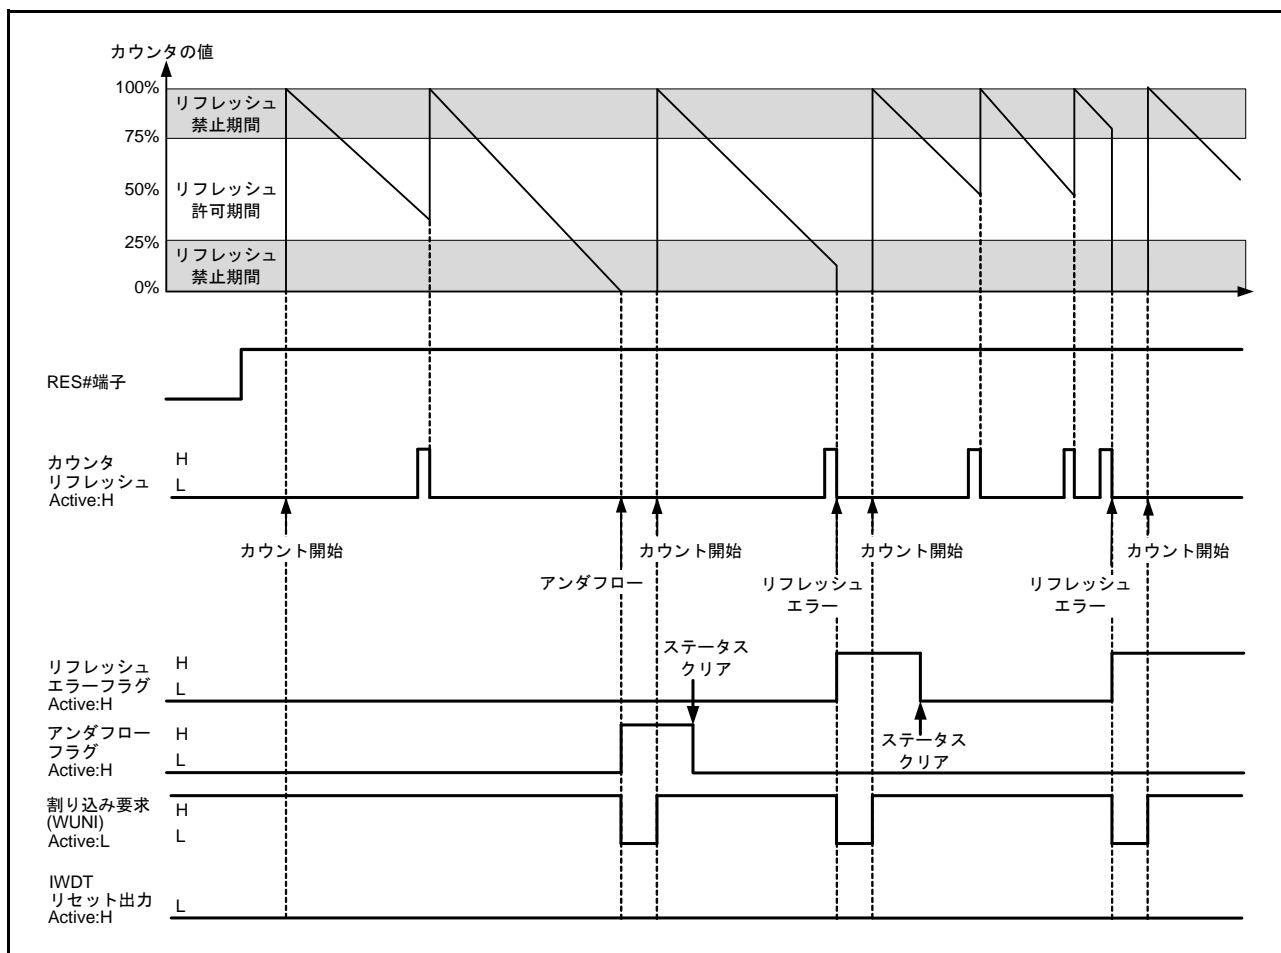 カウンタの値
100%
リフレッシュ
禁止期間
75%
50%
リフレッシュ
許可期間
25%
リフレッシュ
禁止期間
0%
RES#端子
カウンタ
リフレッシュ
Active:H
H
L
カウント開始
カウント開始
カウント開始
カウント開始
アンダフロー
リフレッシュ
エラー
リフレッシュ
エラー
リフレッシュ
エラーフラグ
Active:H
H
L
ステータス
クリア
アンダフロー
フラグ
Active:H
H
L
ステータス
クリア
割り込み要求
(WUNI)
Active:L
H
L
IWDT
リセット出力
Active:H
L